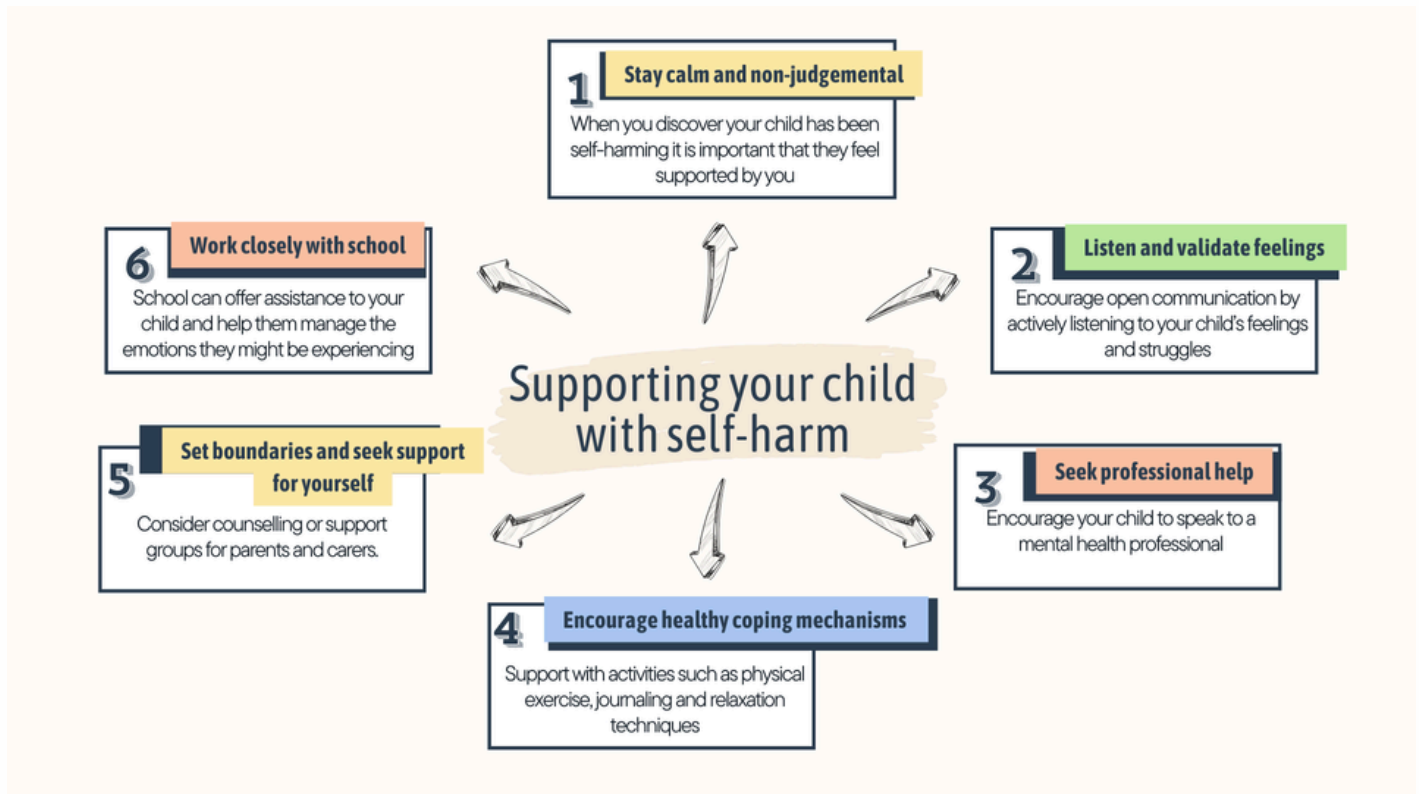 Supporting your child
with self-harm
1
Stay calm and non-judgemental
When you discover your child has been
self-harming it is important that they feel
supported by you
2
Listen and validate feelings
Encourage open communication by
actively listening to your child's feelings
and struggles
3
Seek professional help
Encourage your child to speak to a
mental health professional
4
Encourage healthy coping mechanisms
Support with activities such as physical
exercise, journaling and relaxation
techniques
5
Set boundaries and seek support
for yourself
Consider counselling or support
groups for parents and carers.
6
Work closely with school
School can offer assistance to your
child and help them manage the
emotions they might be experiencing